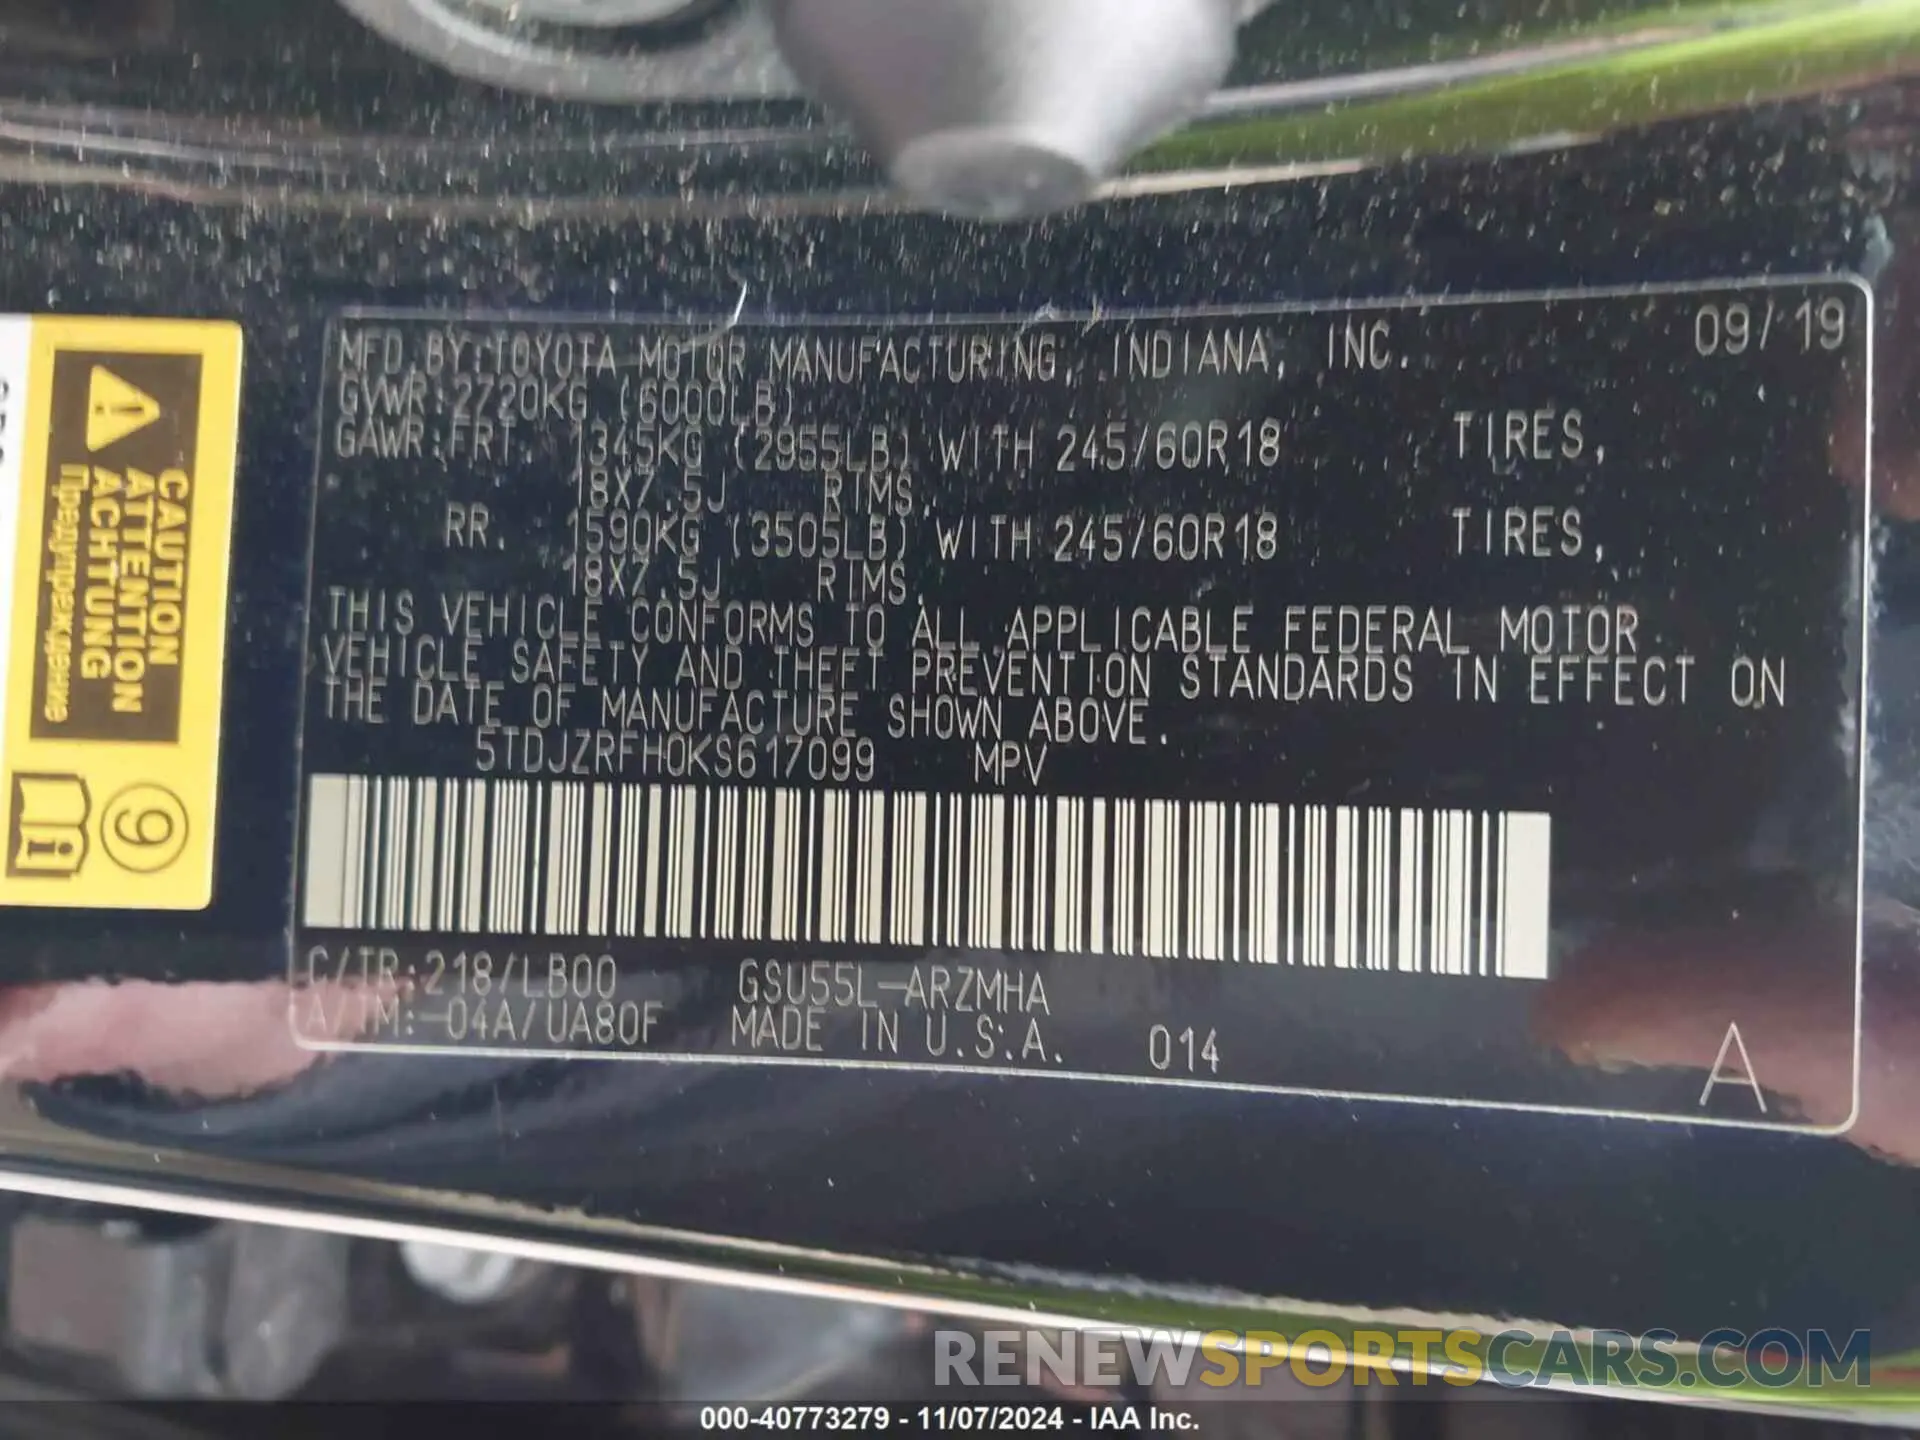 MFD. BY: TOYOTA MOTOR MANUFACTURING, INDIANA, INC. 09/19
GVWR: 2720KG (6000LB)
GAWR: FRT. 1345KG (2955LB) WITH 245/60R18 TIRES,
18X7.5J RIMS,
RR. 1590KG (3505LB) WITH 245/60R18 TIRES,
18X7.5J RIMS.
THIS VEHICLE CONFORMS TO ALL APPLICABLE FEDERAL MOTOR
VEHICLE SAFETY AND THEFT PREVENTION STANDARDS IN EFFECT ON
THE DATE OF MANUFACTURE SHOWN ABOVE.
5TDJZRFH0KS617099 MPV
C/TR: 218/LB00 GSU55L-ARZMHA
A/TM: -04A/UA80F MADE IN U.S.A. 014
A
CAUTION
ATTENTION
ACHTUNG
Предупреждение
9
RENEWSPORTSCARS.COM
000-40773279 - 11/07/2024 - IAA Inc.